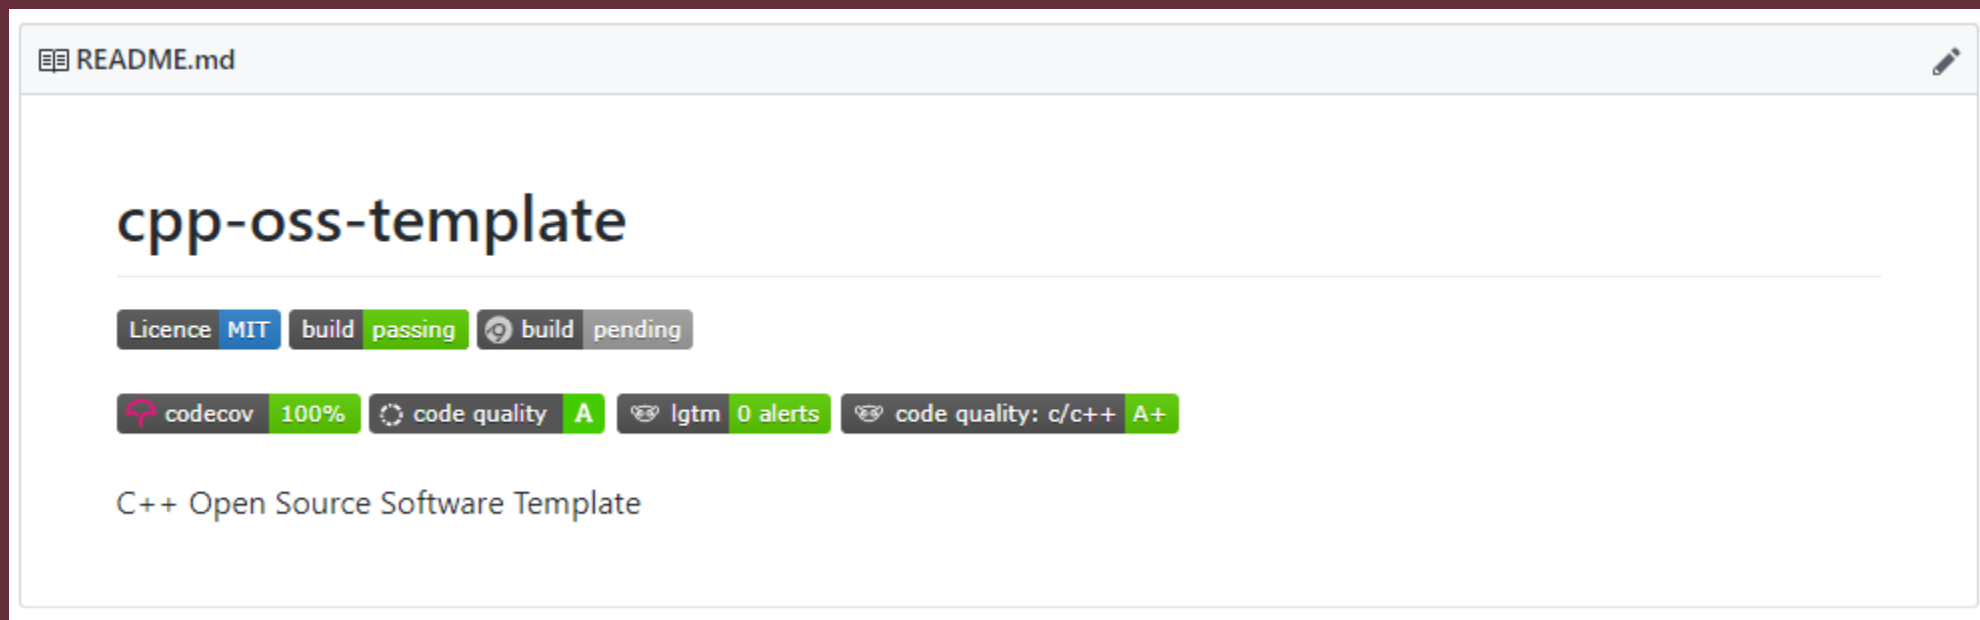 README.md
cpp-oss-template
Licence MIT build passing build pending
codecov 100% code quality A lgtm 0 alerts code quality: c/c++ A+
C++ Open Source Software Template